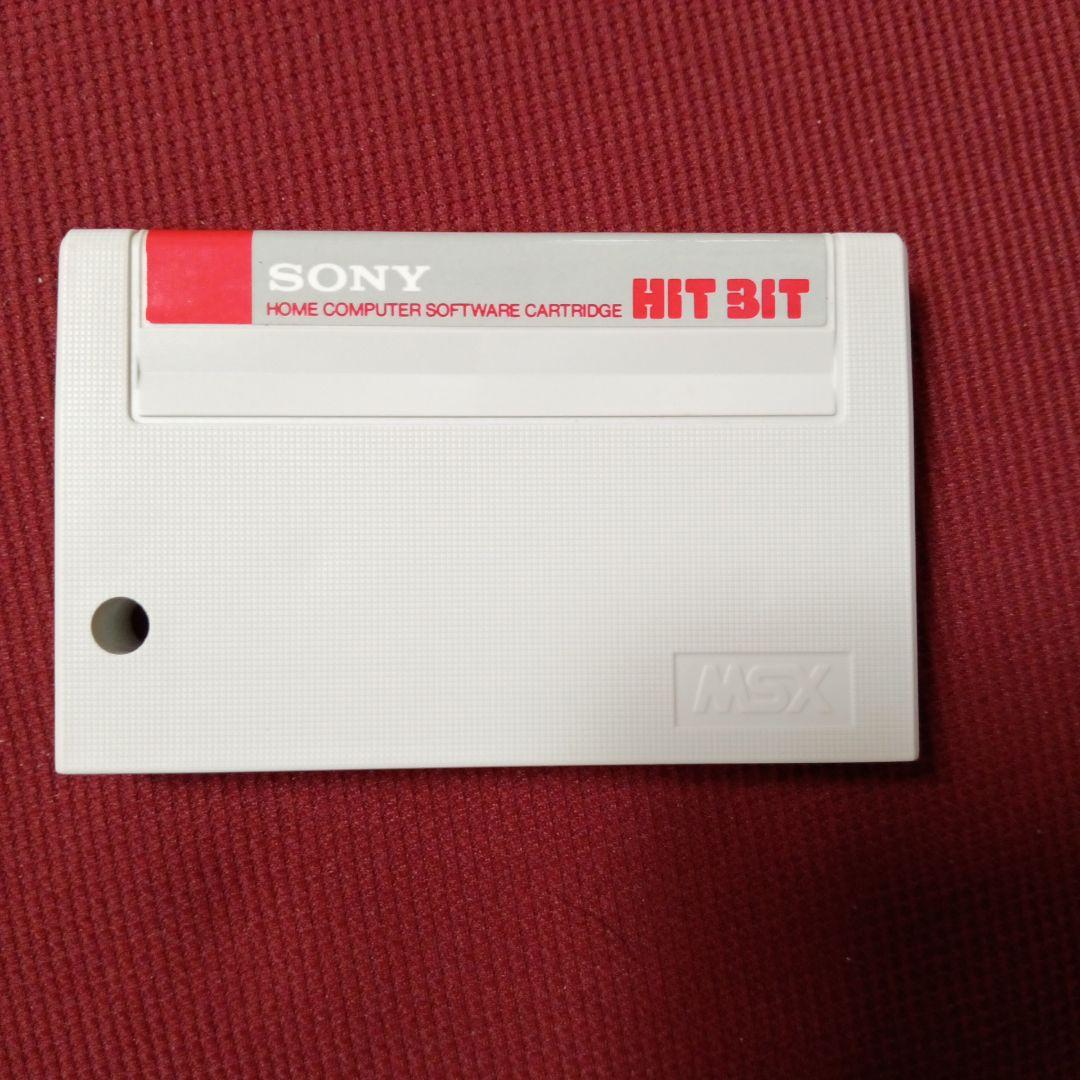 SONY
HOME COMPUTER SOFTWARE CARTRIDGE HIT BIT
MSX